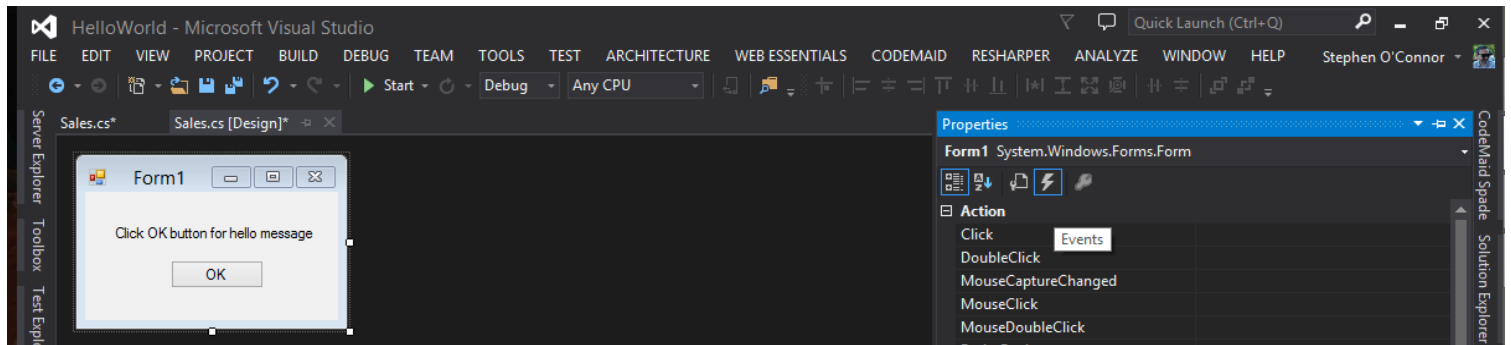 HelloWorld - Microsoft Visual Studio
Quick Launch (Ctrl+Q)
FILE EDIT VIEW PROJECT BUILD DEBUG TEAM TOOLS TEST ARCHITECTURE WEB ESSENTIALS CODEMAID RESHARPER ANALYZE WINDOW HELP Stephen O'Connor
Start Debug Any CPU
Server Explorer
Toolbox
Test Explo
Sales.cs*
Sales.cs [Design]*
Form1
Click OK button for hello message
OK
Properties
Form1 System.Windows.Forms.Form
Action
Click
Events
DoubleClick
MouseCaptureChanged
MouseClick
MouseDoubleClick
CodeMaid Spade
Solution Explorer